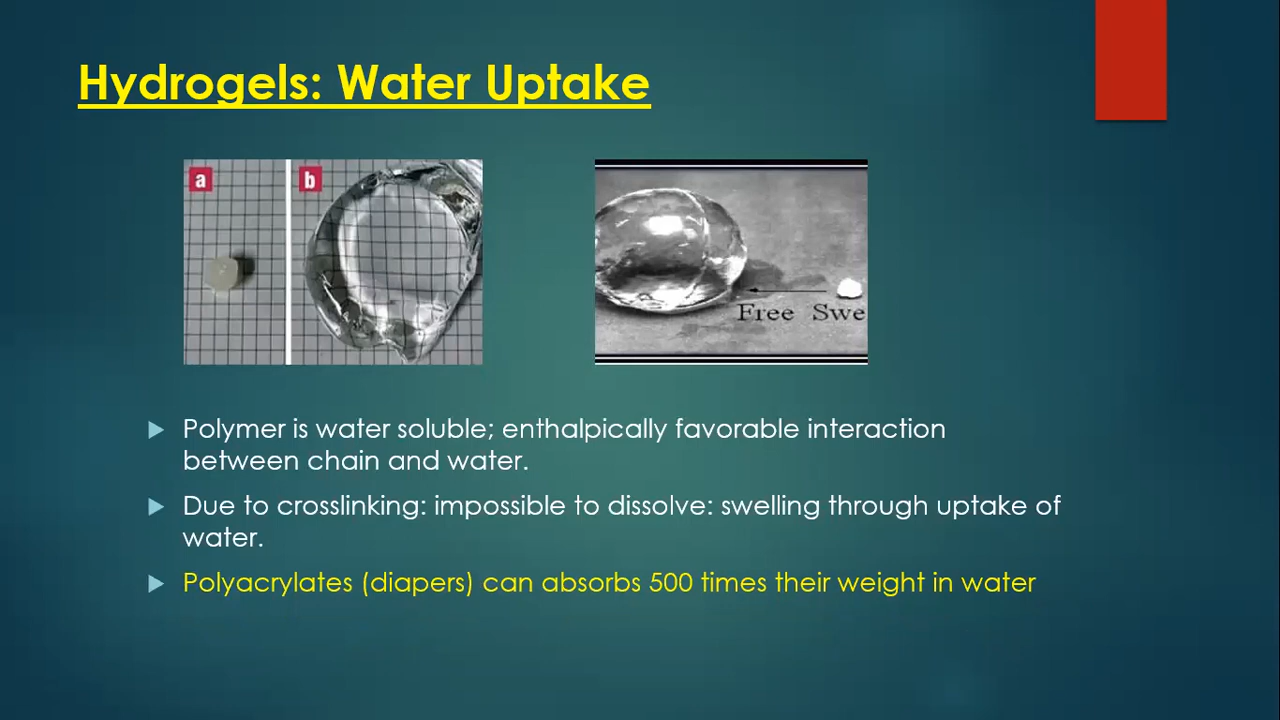 Hydrogels: Water Uptake
a
b
Free Swe
Polymer is water soluble; enthalpically favorable interaction
between chain and water.
Due to crosslinking: impossible to dissolve: swelling through uptake of
water.
Polyacrylates (diapers) can absorbs 500 times their weight in water